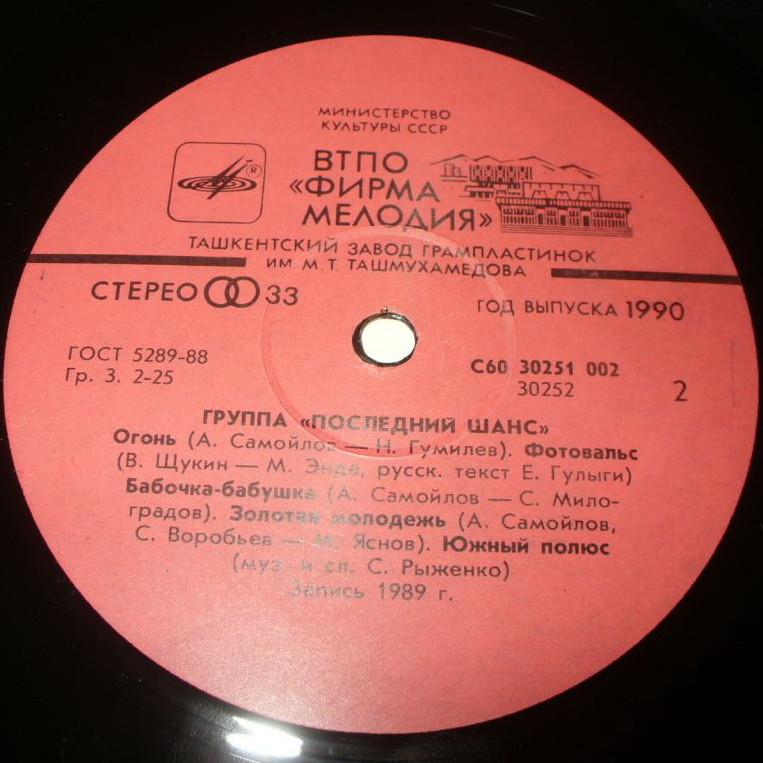 МИНИСТЕРСТВО
КУЛЬТУРЫ СССР
ВТПО
«ФИРМА
МЕЛОДИЯ»
®
ТАШКЕНТСКИЙ ЗАВОД ГРАМПЛАСТИНОК
ИМ М.Т. ТАШМУХАМЕДОВА
СТЕРЕО 33
ГОД ВЫПУСКА 1990
ГОСТ 5289-88
Гр. 3. 2-25
С60 30251 002
30252
2
ГРУППА «ПОСЛЕДНИЙ ШАНС»
Огонь (А. Самойлов — Н. Гумилев). Фотовальс
(В. Щукин — М. Энде, русск. текст Е. Гулыги)
Бабочка-бабушка (А. Самойлов — С. Мило-
градов). Золотая молодежь (А. Самойлов,
С. Воробьев — М. Яснов). Южный полюс
(муз. и сл. С. Рыженко)
Запись 1989 г.